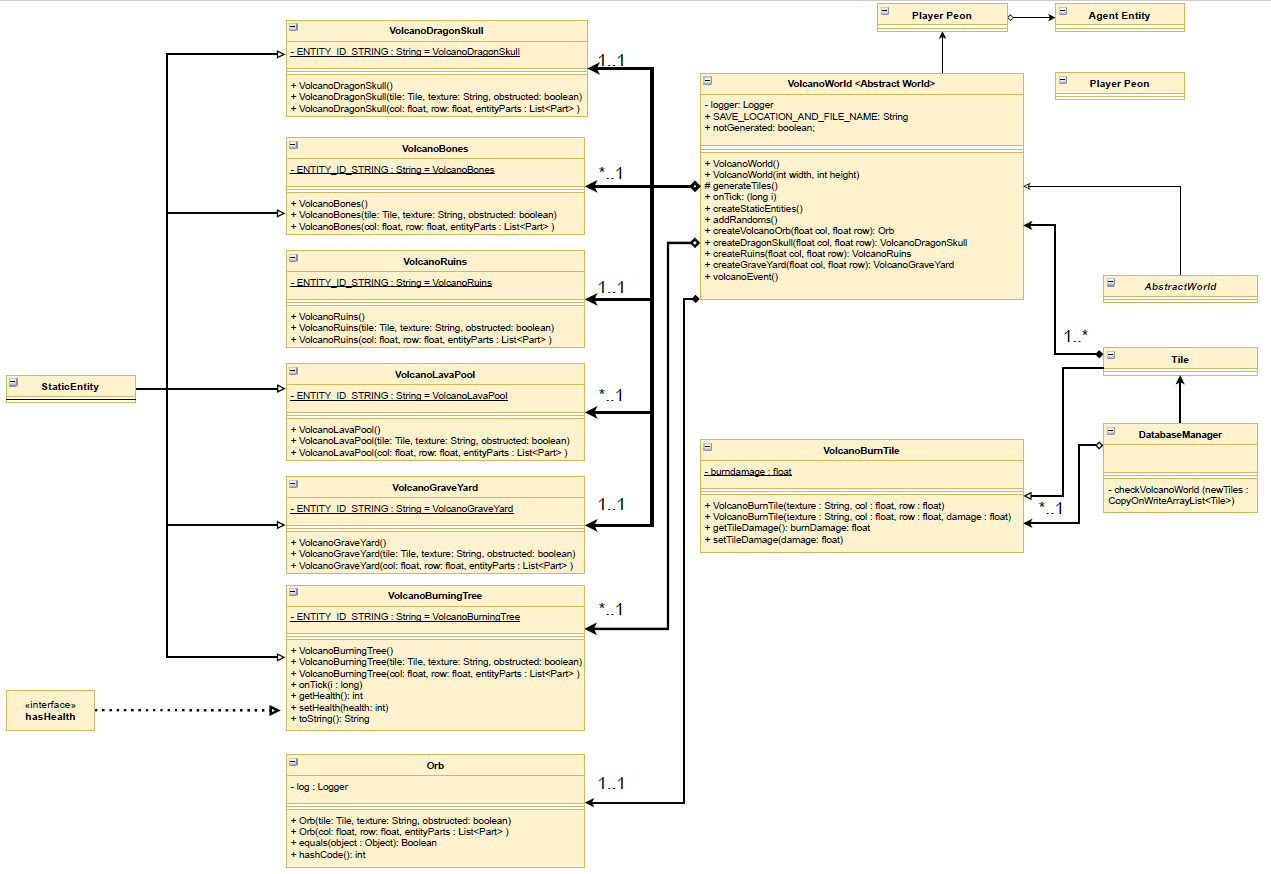 Player Peon
Agent Entity
VolcanoDragonSkull
- ENTITY_ID_STRING : String = VolcanoDragonSkull
+ VolcanoDragonSkull()
+ VolcanoDragonSkull(tile: Tile, texture: String, obstructed: boolean)
+ VolcanoDragonSkull(col: float, row: float, entityParts : List<Part> )
1..1
VolcanoWorld <Abstract World>
- logger: Logger
+ SAVE_LOCATION_AND_FILE_NAME: String
+ notGenerated: boolean;
+ VolcanoWorld()
+ VolcanoWorld(int width, int height)
# generateTiles()
+ onTick: (long i)
+ createStaticEntities()
+ addRandoms()
+ createVolcanoOrb(float col, float row): Orb
+ createDragonSkull(float col, float row): VolcanoDragonSkull
+ createRuins(float col, float row): VolcanoRuins
+ createGraveYard(float col, float row): VolcanoGraveYard
+ volcanoEvent()
Player Peon
VolcanoBones
- ENTITY_ID_STRING : String = VolcanoBones
+ VolcanoBones()
+ VolcanoBones(tile: Tile, texture: String, obstructed: boolean)
+ VolcanoBones(col: float, row: float, entityParts : List<Part> )
*..1
VolcanoRuins
- ENTITY_ID_STRING : String = VolcanoRuins
+ VolcanoRuins()
+ VolcanoRuins(tile: Tile, texture: String, obstructed: boolean)
+ VolcanoRuins(col: float, row: float, entityParts : List<Part> )
1..1
AbstractWorld
1..*
Tile
StaticEntity
VolcanoLavaPool
- ENTITY_ID_STRING : String = VolcanoLavaPool
+ VolcanoLavaPool()
+ VolcanoLavaPool(tile: Tile, texture: String, obstructed: boolean)
+ VolcanoLavaPool(col: float, row: float, entityParts : List<Part> )
*..1
DatabaseManager
- checkVolcanoWorld (newTiles :
CopyOnWriteArrayList<Tile>)
VolcanoBurnTile
- burndamage : float
+ VolcanoBurnTile(texture : String, col : float, row : float)
+ VolcanoBurnTile(texture : String, col : float, row : float, damage : float)
+ getTileDamage(): burnDamage: float
+ setTileDamage(damage: float)
*..1
VolcanoGraveYard
- ENTITY_ID_STRING : String = VolcanoGraveYard
+ VolcanoGraveYard()
+ VolcanoGraveYard(tile: Tile, texture: String, obstructed: boolean)
+ VolcanoGraveYard(col: float, row: float, entityParts : List<Part> )
1..1
VolcanoBurningTree
- ENTITY_ID_STRING : String = VolcanoBurningTree
+ VolcanoBurningTree()
+ VolcanoBurningTree(tile: Tile, texture: String, obstructed: boolean)
+ VolcanoBurningTree(col: float, row: float, entityParts : List<Part> )
+ onTick(i : long)
+ getHealth(): int
+ setHealth(health: int)
+ toString(): String
*..1
«interface»
hasHealth
Orb
- log : Logger
+ Orb(tile: Tile, texture: String, obstructed: boolean)
+ Orb(col: float, row: float, entityParts : List<Part> )
+ equals(object : Object): Boolean
+ hashCode(): int
1..1